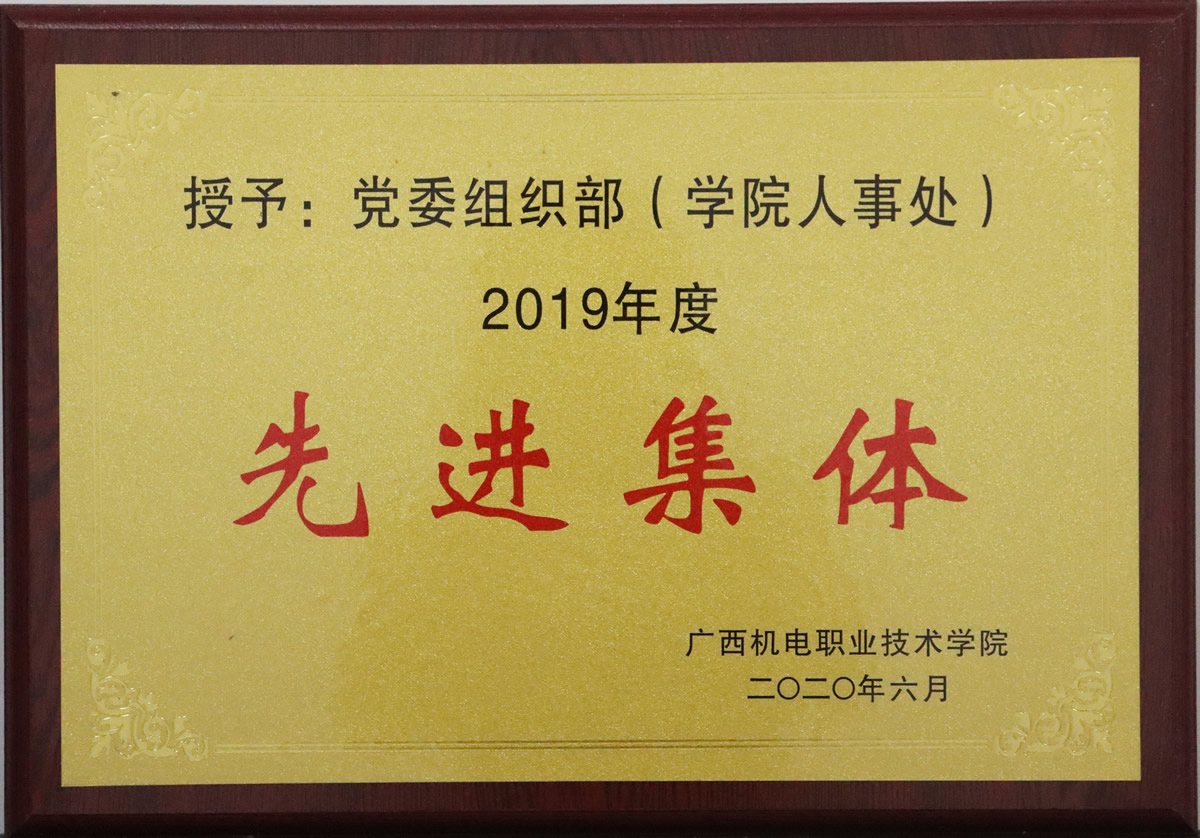 授予：党委组织部（学院人事处）
2019年度
先进集体
广西机电职业技术学院
二〇二〇年六月